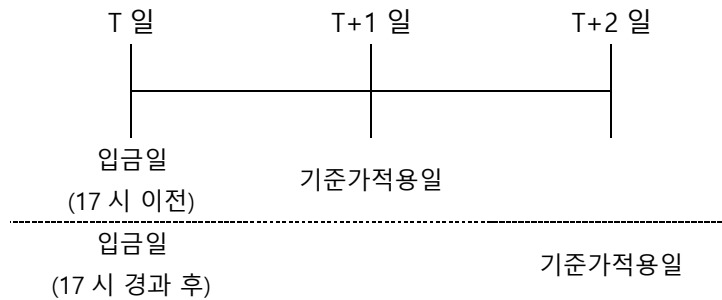 T 일 T+1 일 T+2 일
입금일
(17 시 이전)
기준가적용일
입금일
(17 시 경과 후)
기준가적용일